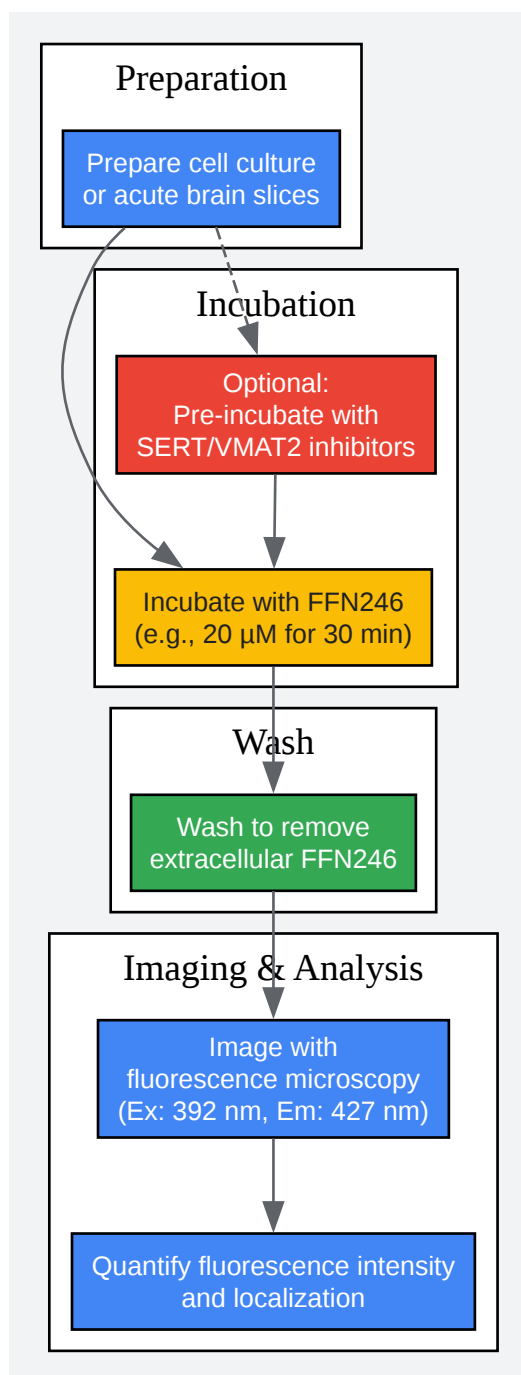 Preparation
Prepare cell culture
or acute brain slices
Incubation
Optional:
Pre-incubate with
SERT/VMAT2 inhibitors
Incubate with FFN246
(e.g., 20 µM for 30 min)
Wash
Wash to remove
extracellular FFN246
Imaging & Analysis
Image with
fluorescence microscopy
(Ex: 392 nm, Em: 427 nm)
Quantify fluorescence intensity
and localization